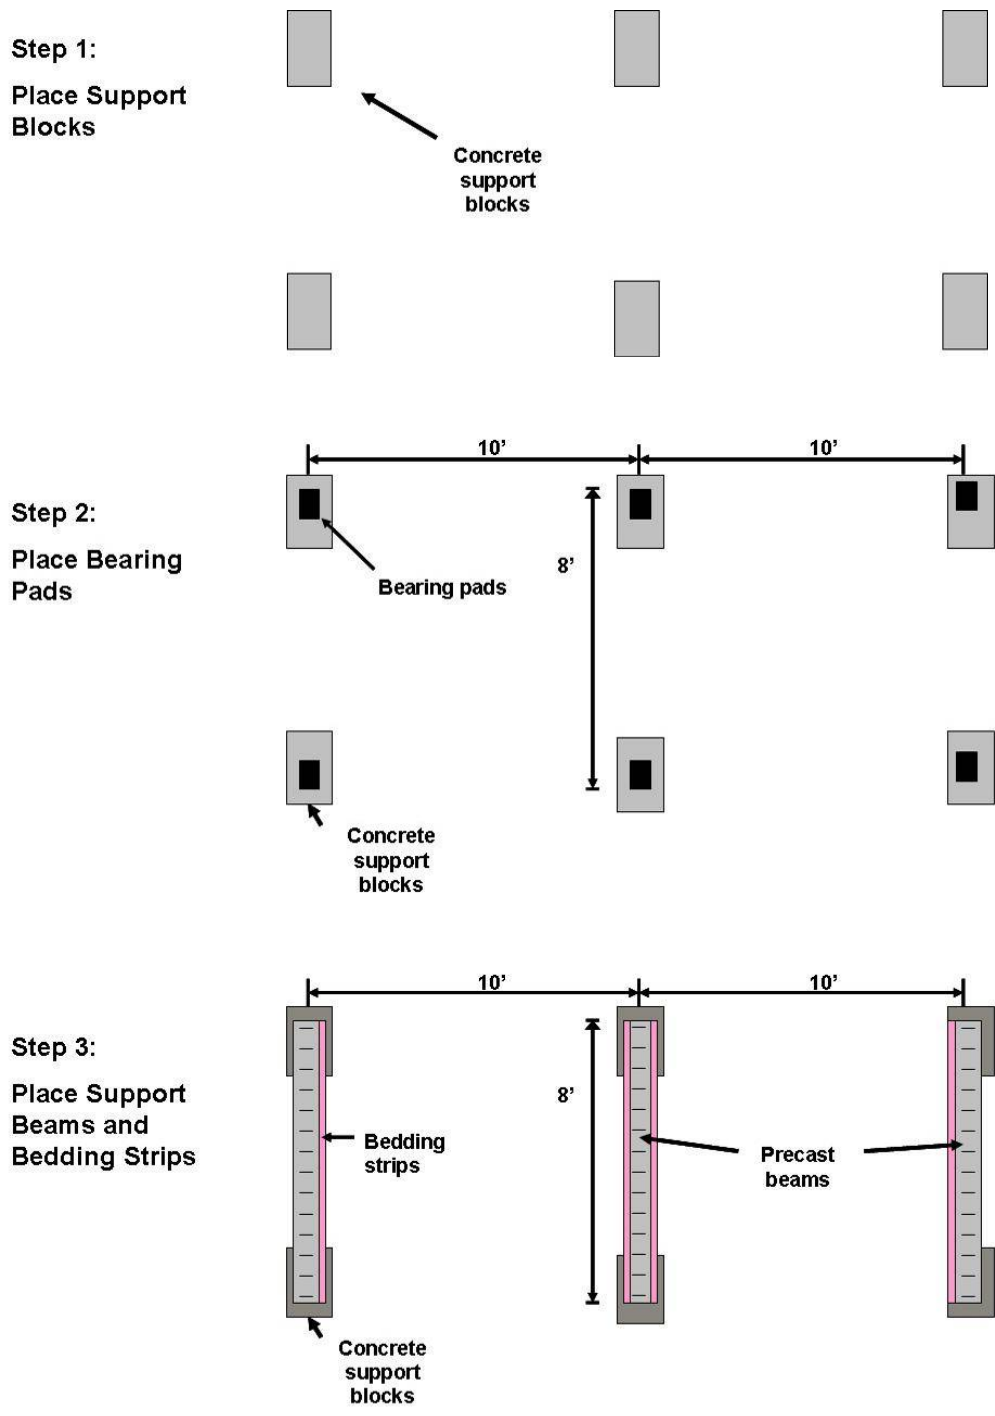 Step 1:
Place Support
Blocks
Concrete
support
blocks
Step 2:
Place Bearing
Pads
10’
10’
8’
Bearing pads
Concrete
support
blocks
Step 3:
Place Support
Beams and
Bedding Strips
10’
10’
8’
Bedding
strips
Precast
beams
Concrete
support
blocks